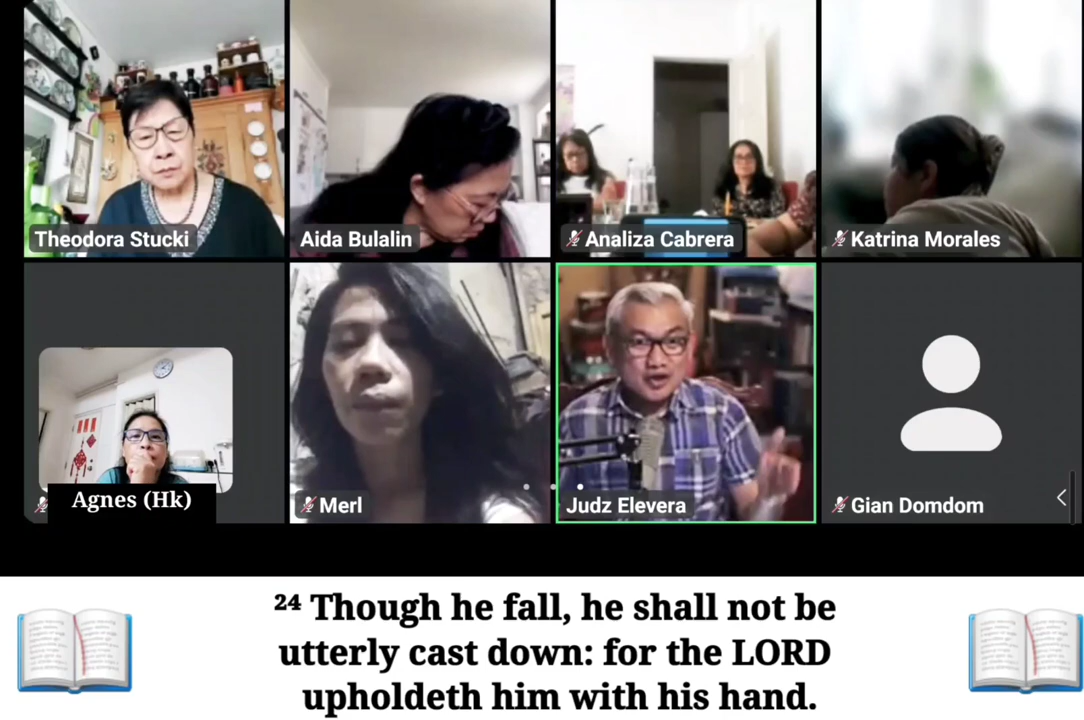 Theodora Stucki
Aida Bulalin
Analiza Cabrera
Katrina Morales
Agnes (Hk)
Merl
Judz Elevera
Gian Domdom
²⁴ Though he fall, he shall not be
utterly cast down: for the LORD
upholdeth him with his hand.